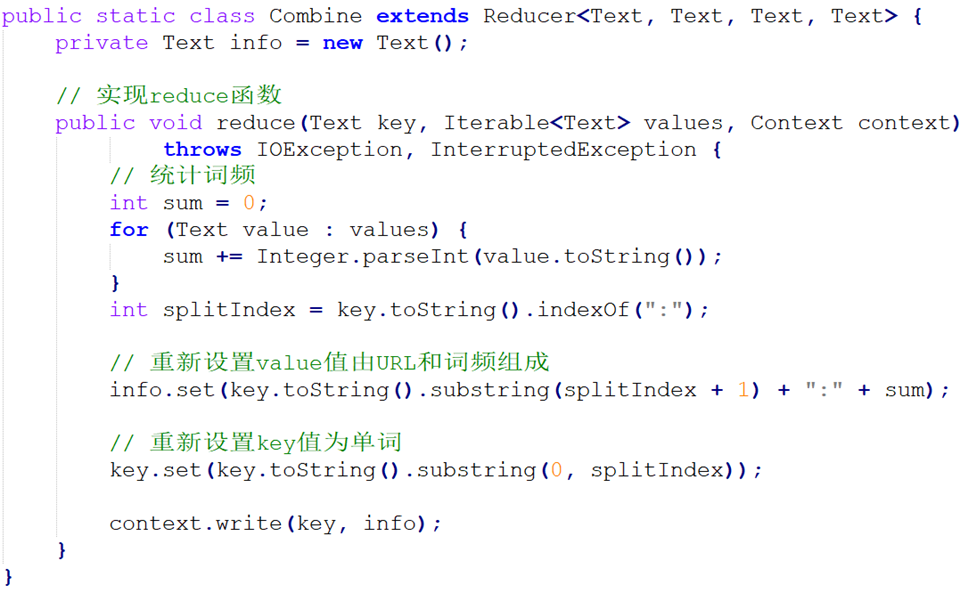 public static class Combine extends Reducer<Text, Text, Text, Text> {
    private Text info = new Text();

    // 实现reduce函数
    public void reduce(Text key, Iterable<Text> values, Context context)
            throws IOException, InterruptedException {
        // 统计词频
        int sum = 0;
        for (Text value : values) {
            sum += Integer.parseInt(value.toString());
        }
        int splitIndex = key.toString().indexOf(":");

        // 重新设置value值由URL和词频组成
        info.set(key.toString().substring(splitIndex + 1) + ":" + sum);

        // 重新设置key值为单词
        key.set(key.toString().substring(0, splitIndex));

        context.write(key, info);
    }
}